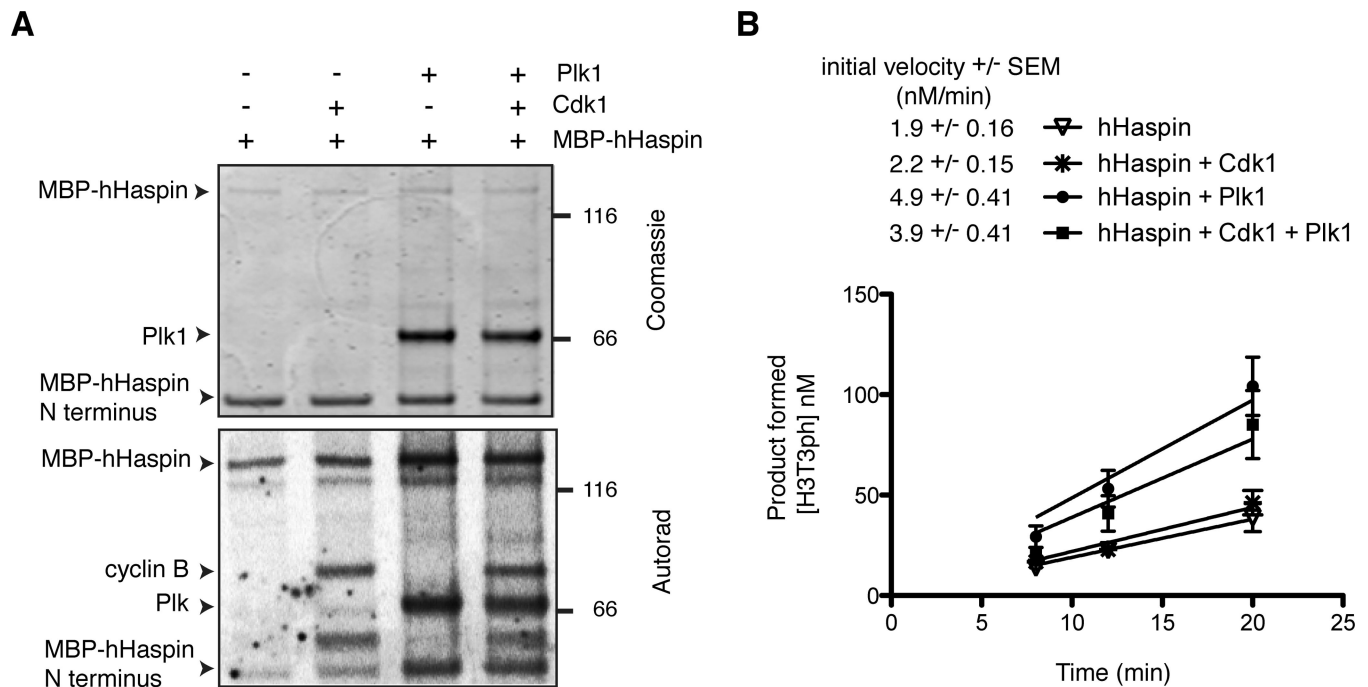 A
- - + + Plk1
- + - + Cdk1
+ + + + MBP-hHaspin
MBP-hHaspin
116
Plk1
66
MBP-hHaspin
N terminus
Coomassie
MBP-hHaspin
116
cyclin B
Plk
66
MBP-hHaspin
N terminus
Autorad
B
initial velocity +/- SEM
(nM/min)
1.9 +/- 0.16 hHaspin
2.2 +/- 0.15 hHaspin + Cdk1
4.9 +/- 0.41 hHaspin + Plk1
3.9 +/- 0.41 hHaspin + Cdk1 + Plk1
Product formed
[H3T3ph] nM
150
100
50
0
0 5 10 15 20 25
Time (min)